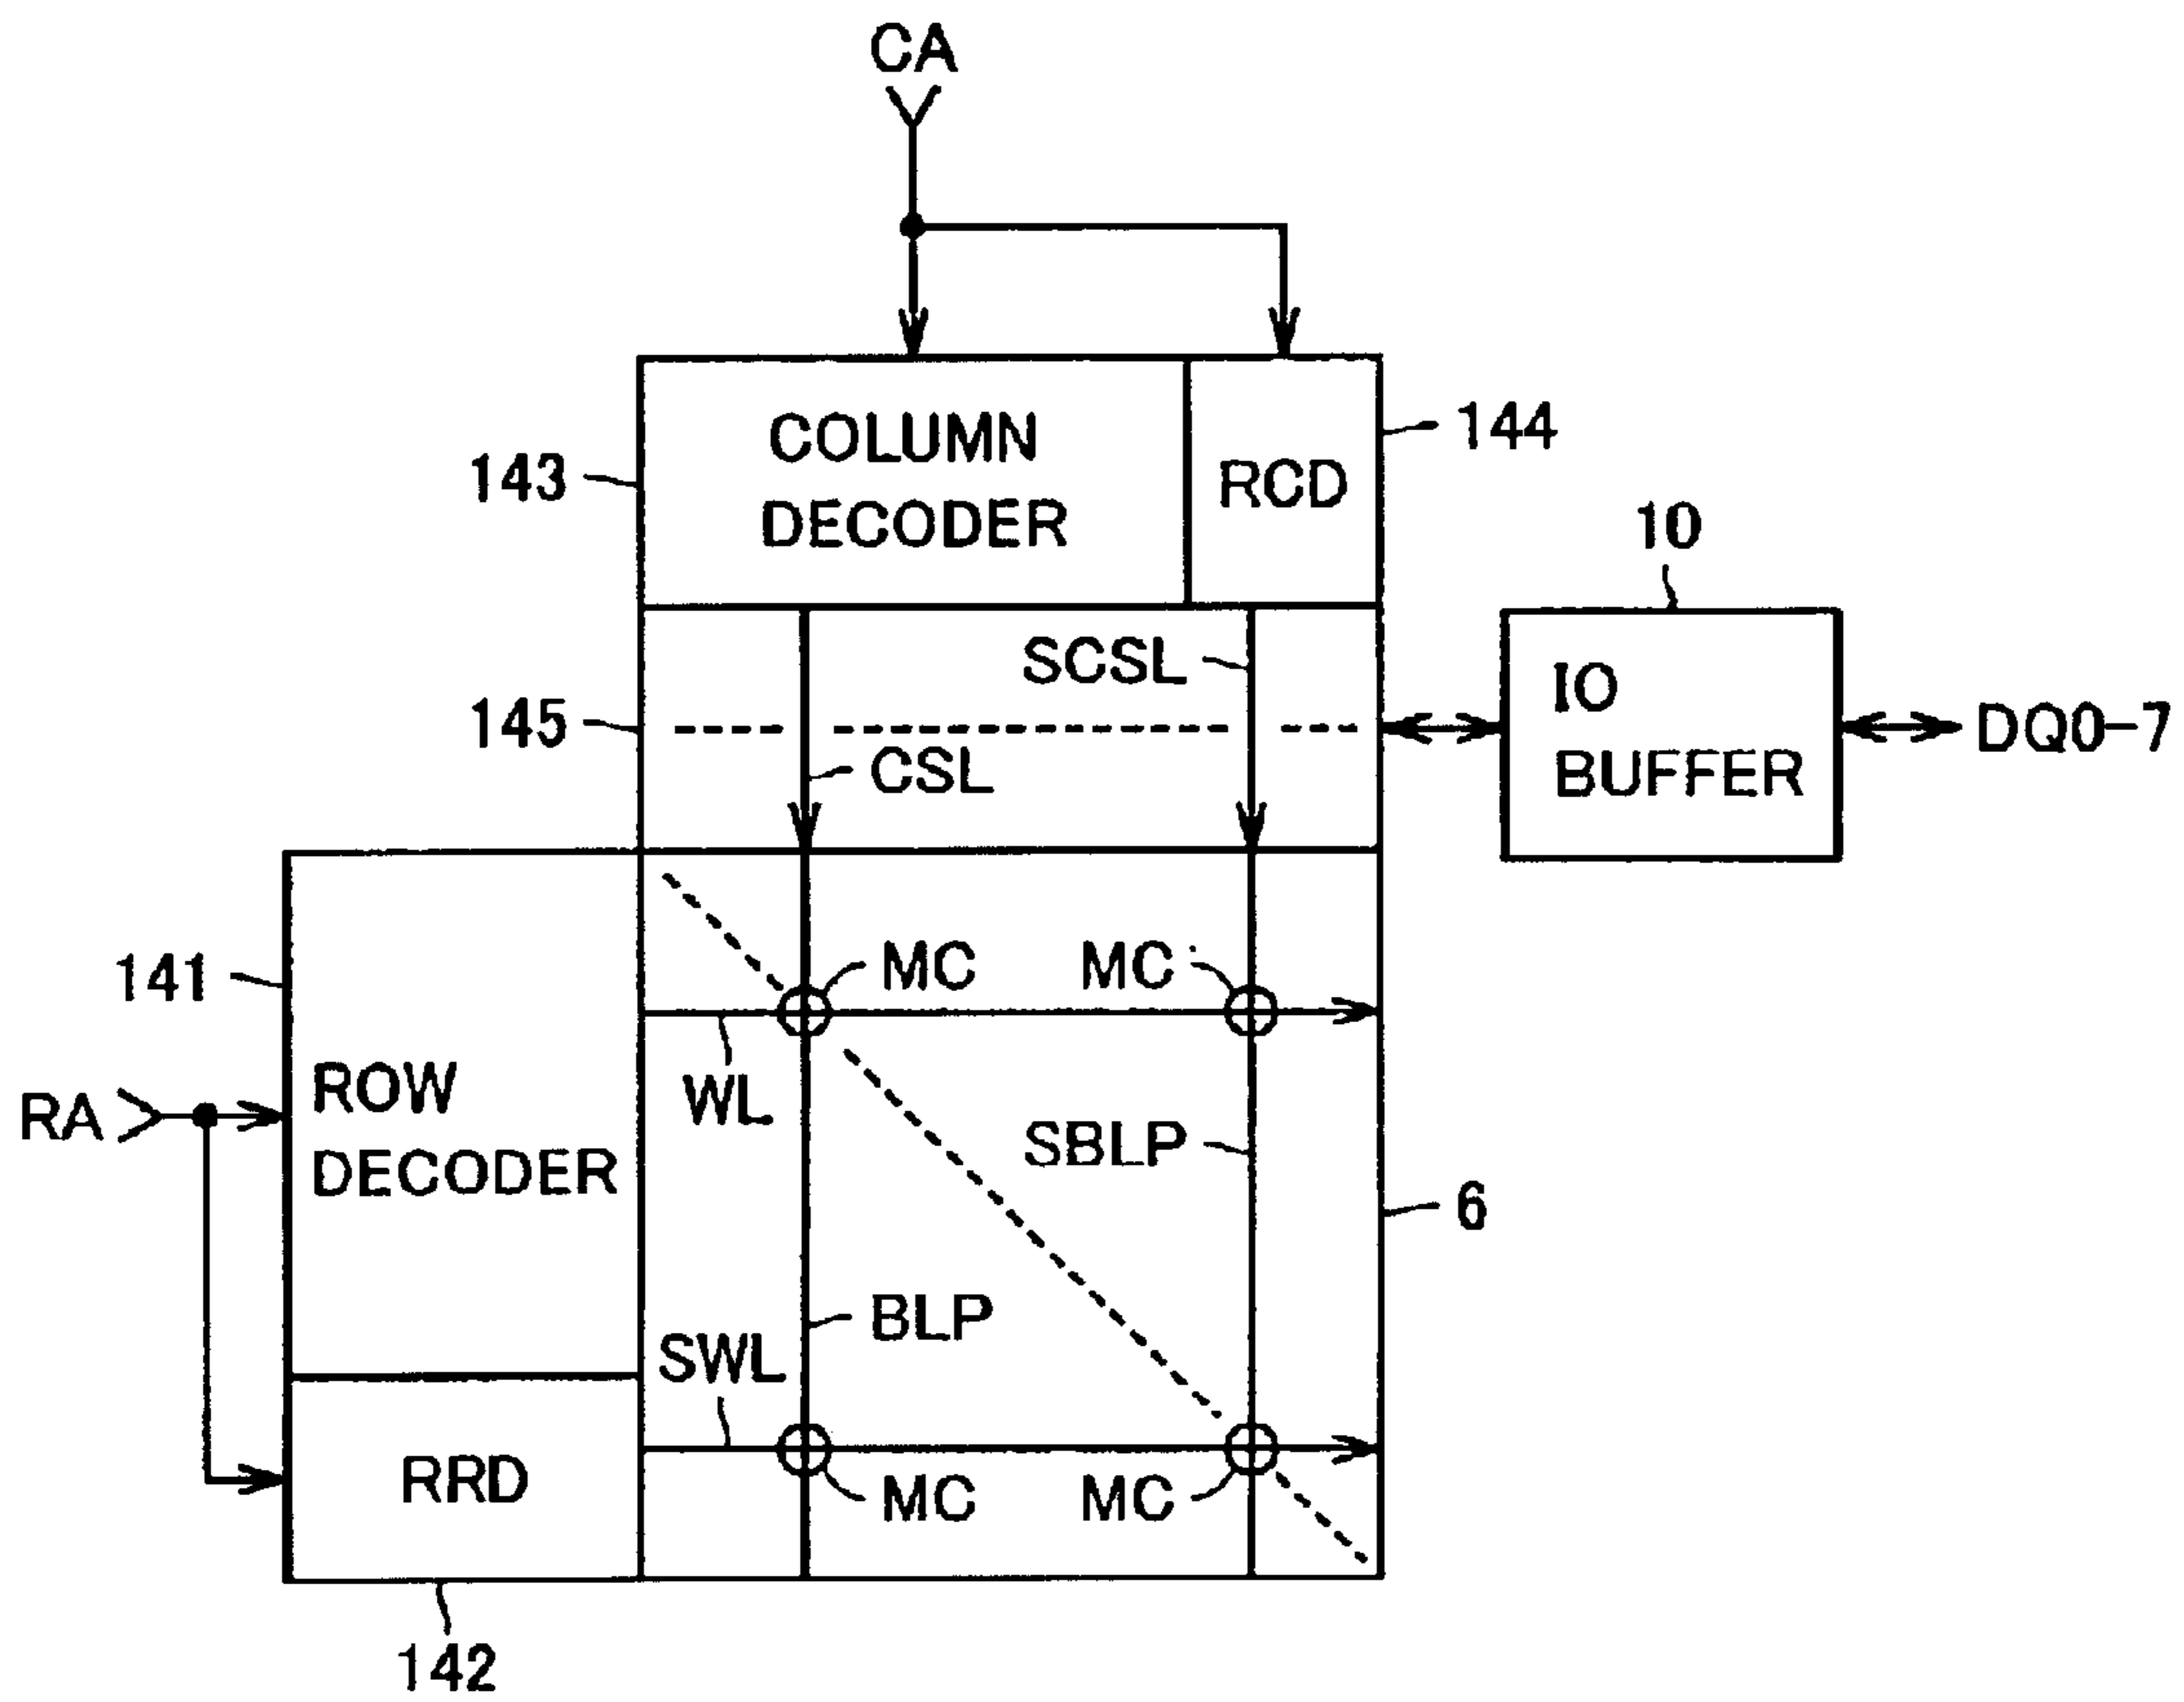 CA
COLUMN
DECODER
RCD
143
144
10
SCSL
145
CSL
IO
BUFFER
DQ0-7
141
MC
MC
RA
ROW
DECODER
WL
SBLP
6
BLP
SWL
RRD
MC
MC
142